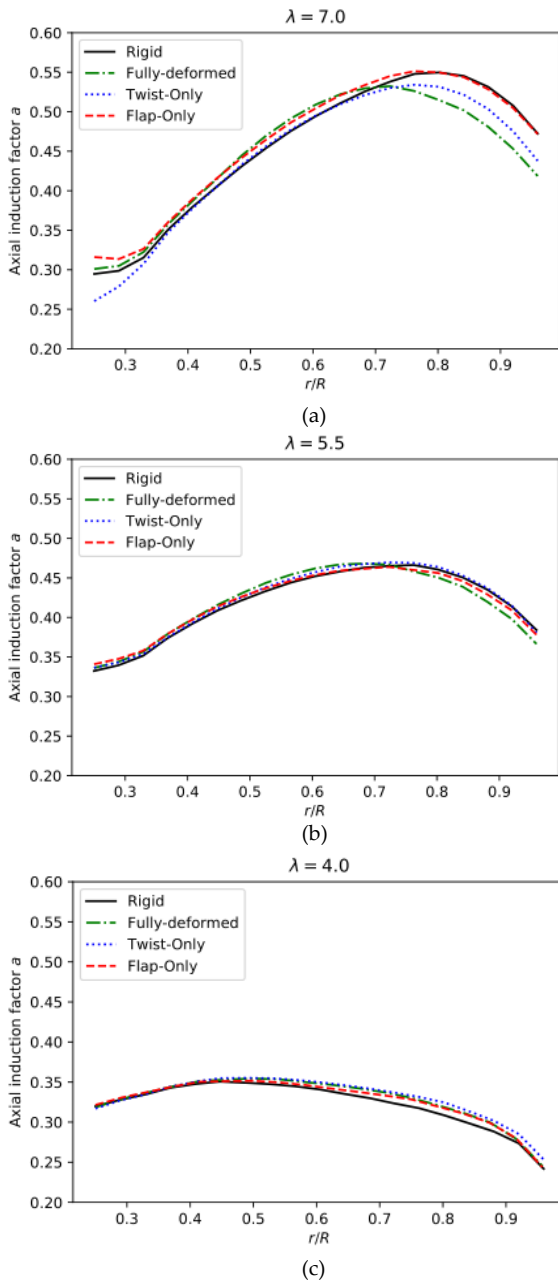 λ = 7.0
0.60
0.55
0.50
0.45
0.40
0.35
0.30
0.25
0.20
Axial induction factor a
Rigid
Fully-deformed
Twist-Only
Flap-Only
0.3 0.4 0.5 0.6 0.7 0.8 0.9
r/R
(a)
λ = 5.5
0.60
0.55
0.50
0.45
0.40
0.35
0.30
0.25
0.20
Axial induction factor a
Rigid
Fully-deformed
Twist-Only
Flap-Only
0.3 0.4 0.5 0.6 0.7 0.8 0.9
r/R
(b)
λ = 4.0
0.60
0.55
0.50
0.45
0.40
0.35
0.30
0.25
0.20
Axial induction factor a
Rigid
Fully-deformed
Twist-Only
Flap-Only
0.3 0.4 0.5 0.6 0.7 0.8 0.9
r/R
(c)